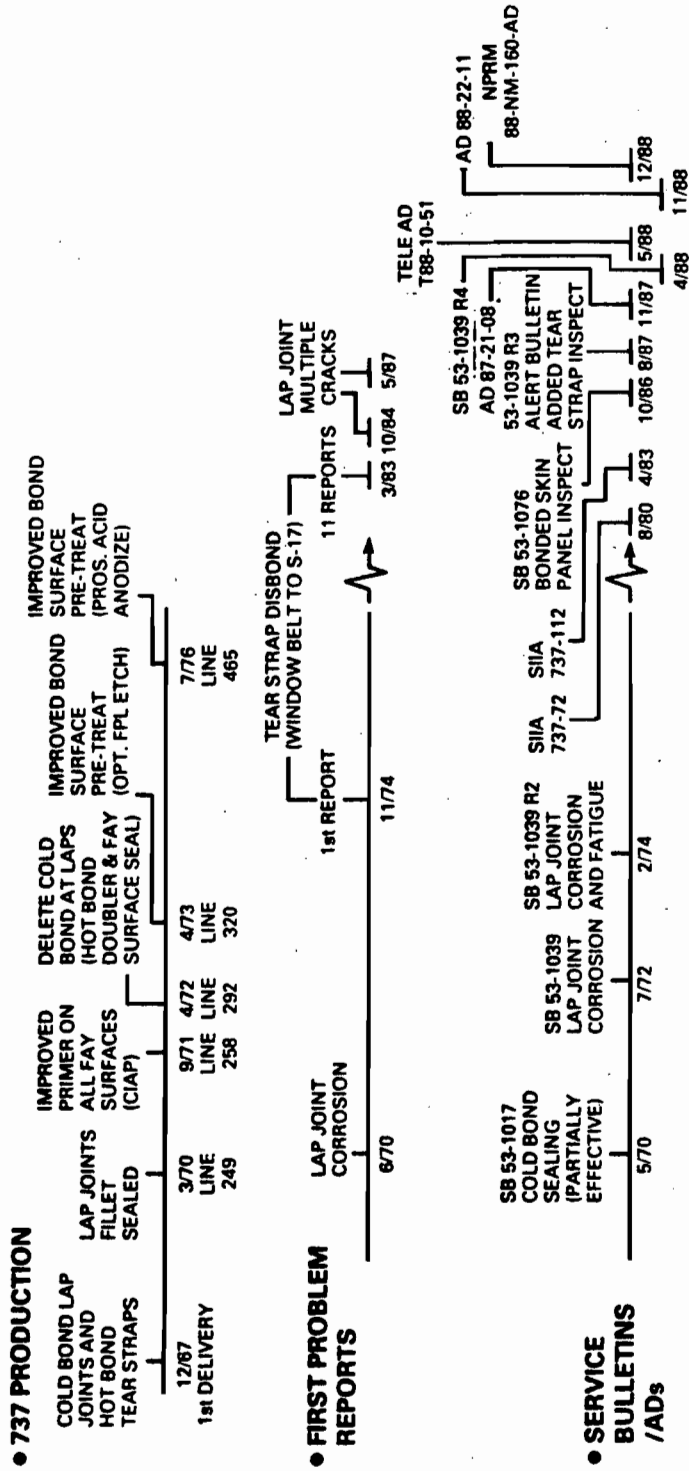 • 737 PRODUCTION
COLD BOND LAP
JOINTS AND
HOT BOND
TEAR STRAPS
12/67
1st DELIVERY
LAP JOINTS
FILLET
SEALED
3/70
LINE
249
IMPROVED
PRIMER ON
ALL FAY
SURFACES
(CIAP)
9/71
LINE
258
DELETE COLD
BOND AT LAPS
(HOT BOND
DOUBLER & FAY
SURFACE SEAL)
4/72
LINE
292
IMPROVED BOND
SURFACE
PRE-TREAT
(OPT. FPL ETCH)
4/73
LINE
320
IMPROVED BOND
SURFACE
PRE-TREAT
(PROS. ACID
ANODIZE)
7/76
LINE
465
• FIRST PROBLEM
REPORTS
LAP JOINT
CORROSION
6/70
TEAR STRAP DISBOND
(WINDOW BELT TO S-17)
1st REPORT
11/74
11 REPORTS
3/83
LAP JOINT
MULTIPLE
CRACKS
10/84
5/87
• SERVICE
BULLETINS
/ADs
SB 53-1017
COLD BOND
SEALING
(PARTIALLY
EFFECTIVE)
5/70
SB 53-1039
LAP JOINT
CORROSION
7/72
SB 53-1039 R2
LAP JOINT
CORROSION
AND FATIGUE
2/74
SIIA
737-72
8/80
SIIA
737-112
4/83
SB 53-1076
BONDED SKIN
PANEL INSPECT
10/86
53-1039 R3
ALERT BULLETIN
ADDED TEAR
STRAP INSPECT
8/87
AD 87-21-08
11/87
SB 53-1039 R4
4/88
TELE AD
T88-10-51
5/88
AD 88-22-11
11/88
NPRM
88-NM-160-AD
12/88